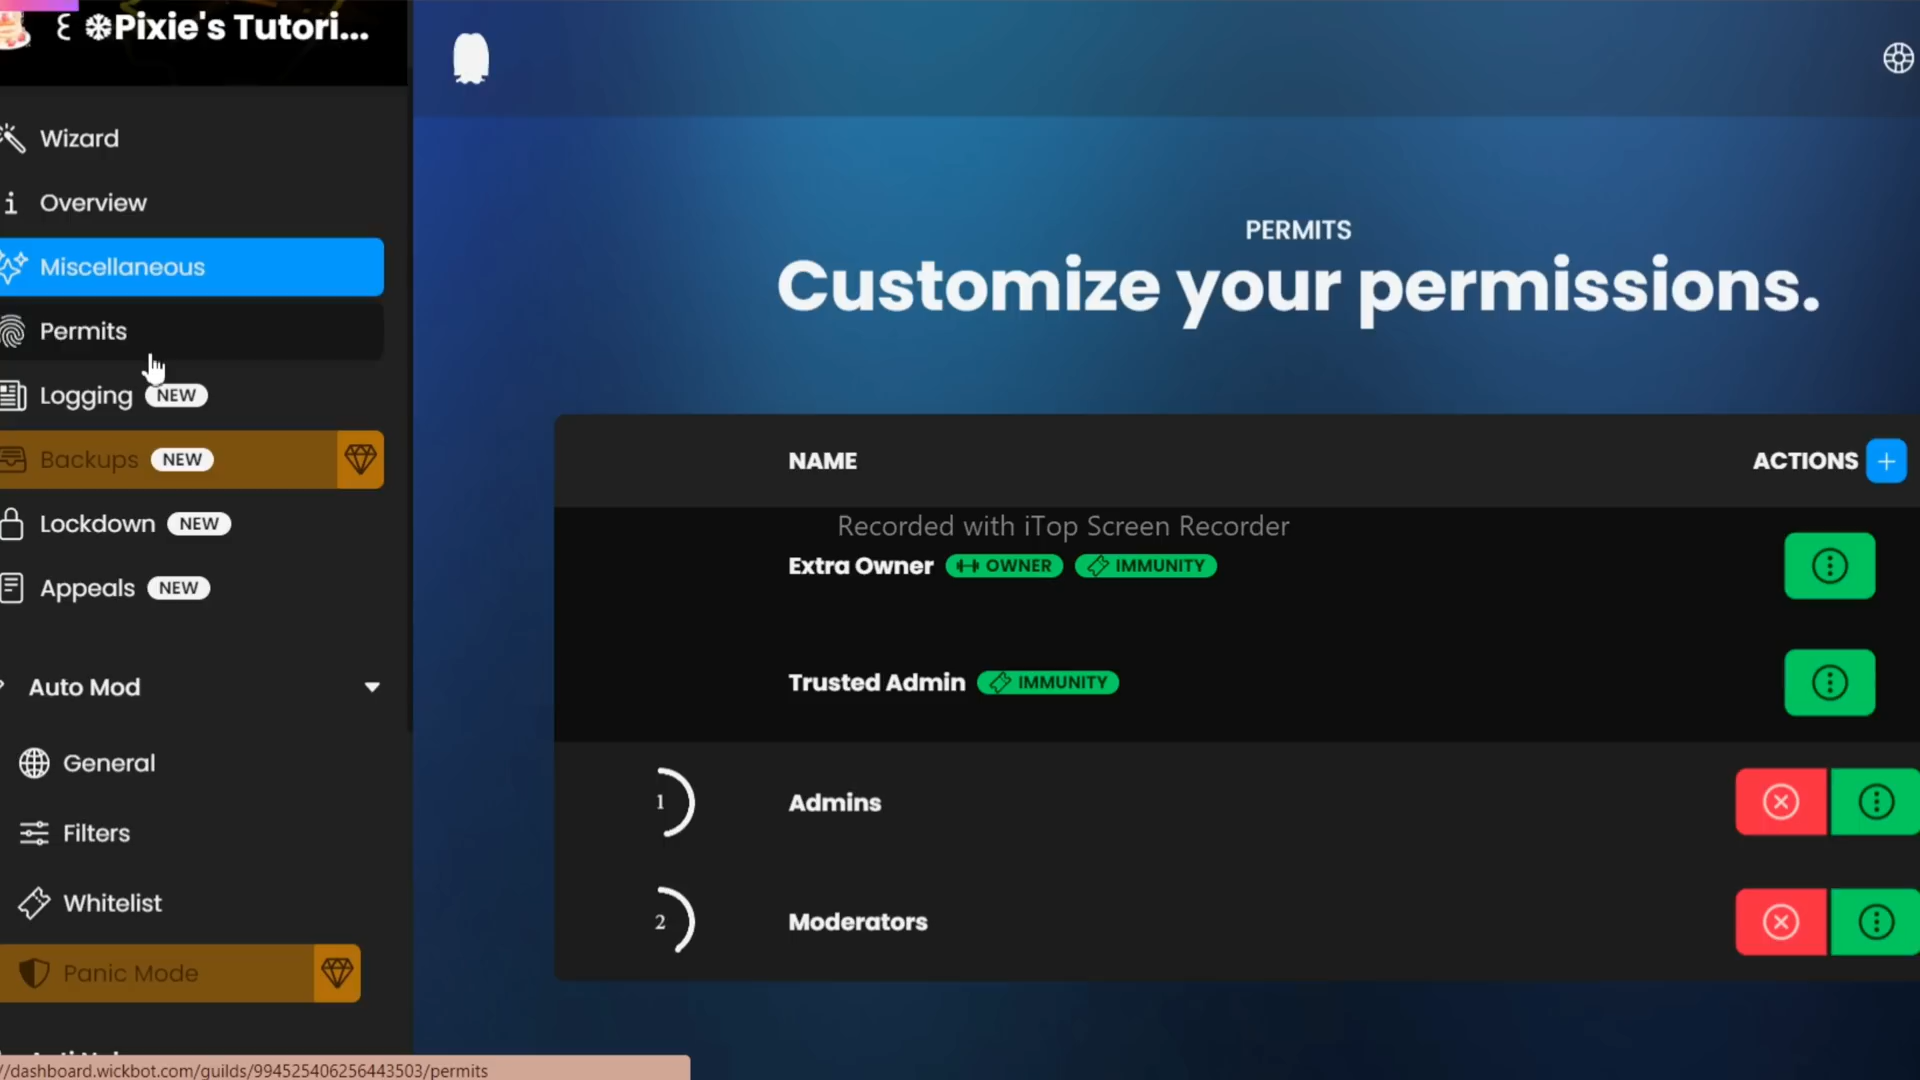 ❄Pixie's Tutori...
Wizard
Overview
Miscellaneous
Permits
Logging NEW
Backups NEW
Lockdown NEW
Appeals NEW
Auto Mod
General
Filters
Whitelist
Panic Mode
PERMITS
Customize your permissions.
NAME
ACTIONS +
Recorded with iTop Screen Recorder
Extra Owner OWNER IMMUNITY
Trusted Admin IMMUNITY
1 Admins
2 Moderators
//dashboard.wickbot.com/guilds/994525406256443503/permits